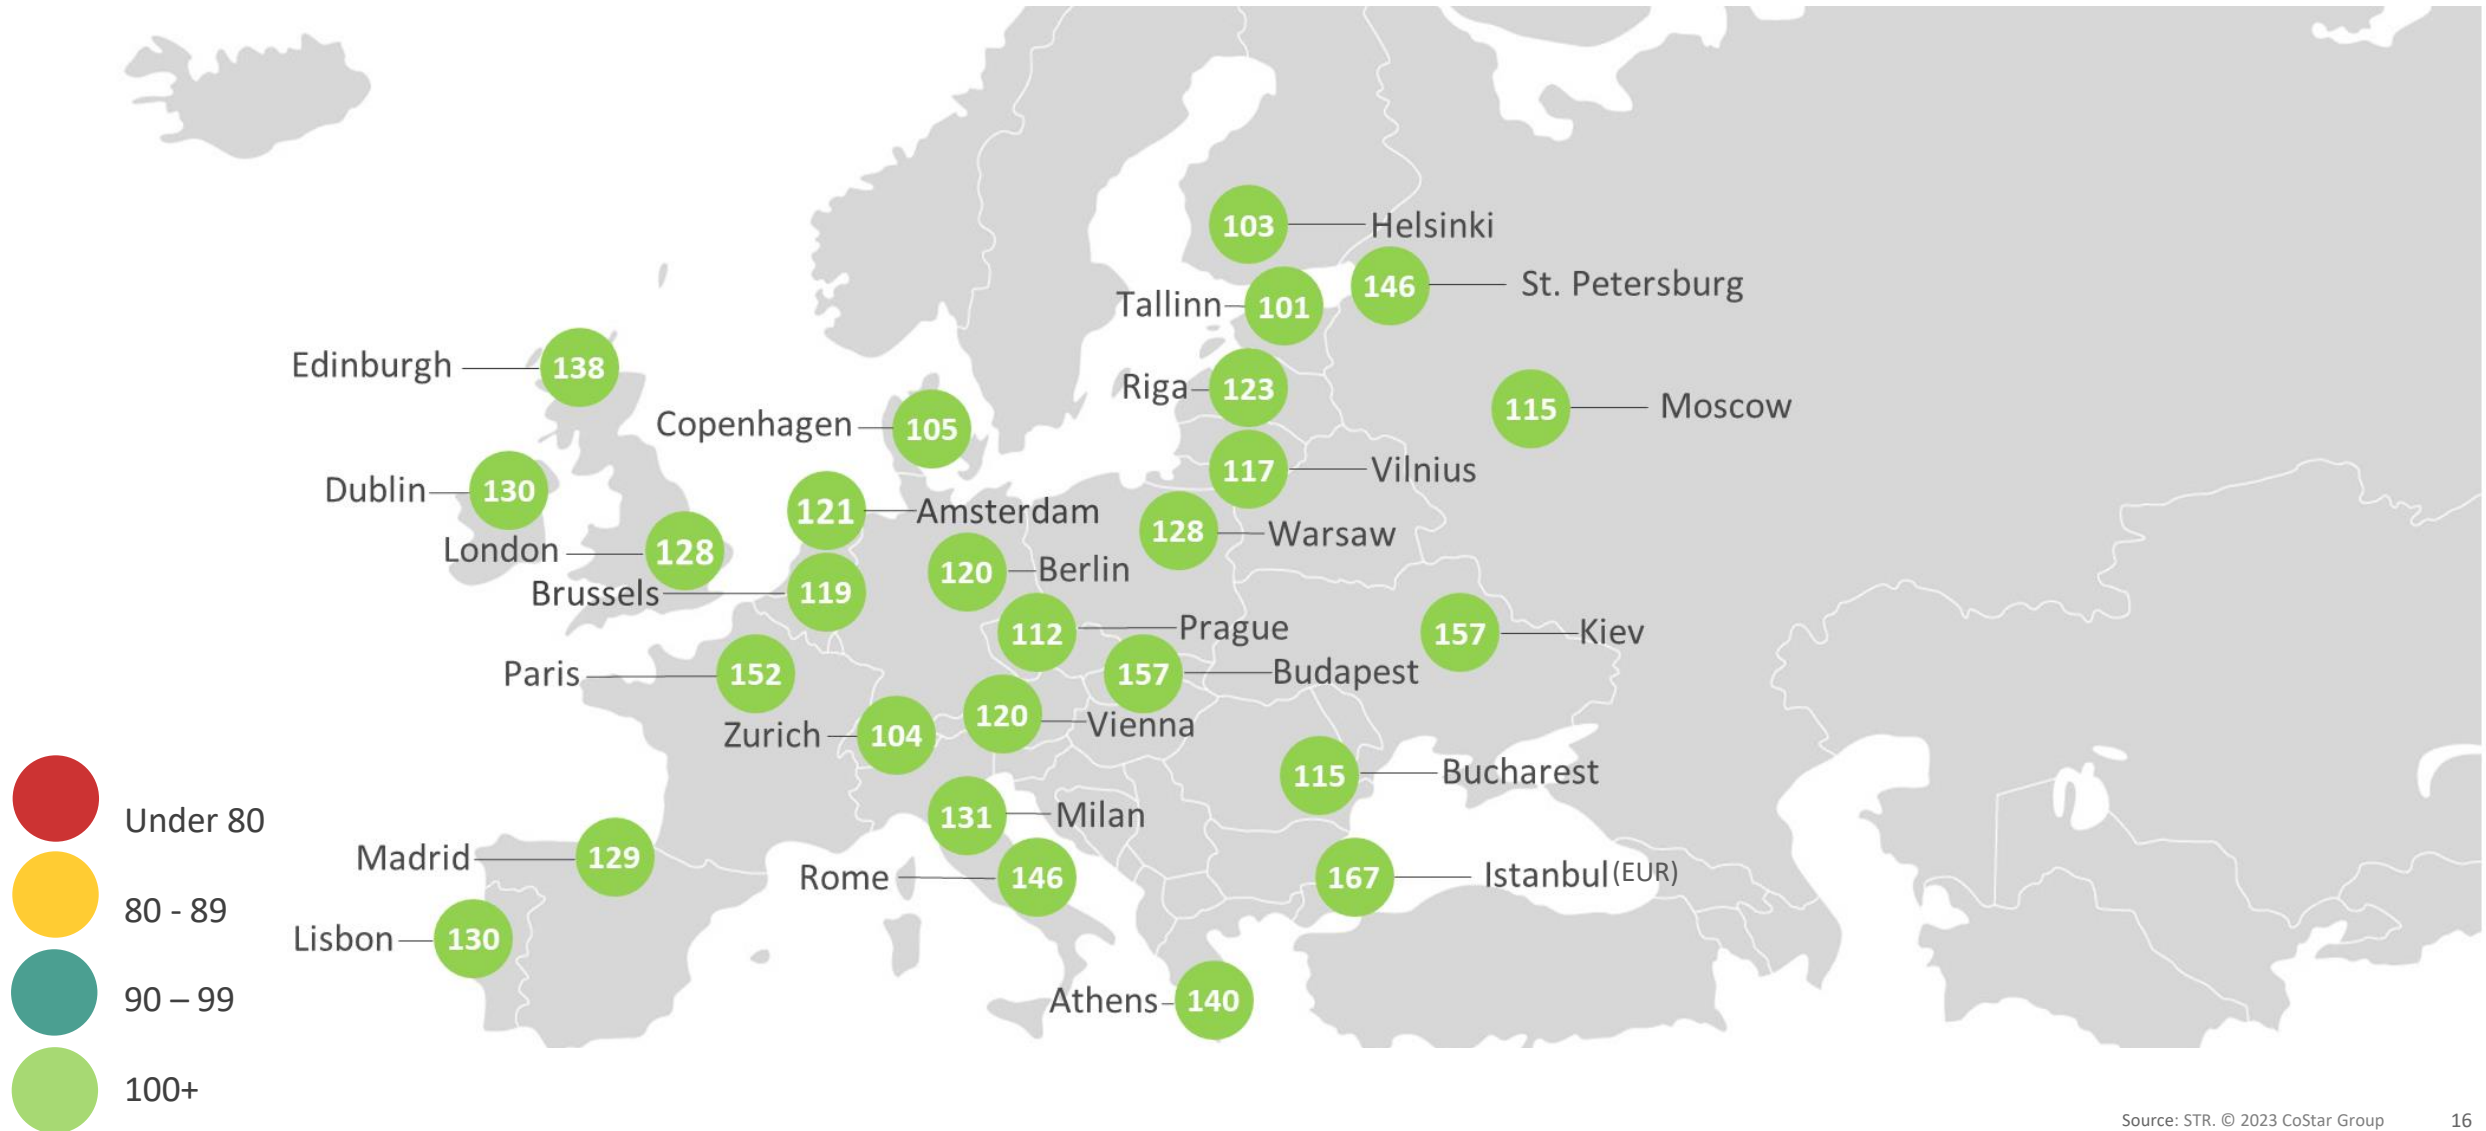 103 Helsinki
146 St. Petersburg
Tallinn 101
Edinburgh 138
Riga 123
Moscow 115
Copenhagen 105
117 Vilnius
Dublin 130
121 Amsterdam
128 Warsaw
London 128
120 Berlin
Brussels 119
112 Prague
157 Kiev
Paris 152
157 Budapest
120 Vienna
Zurich 104
115 Bucharest
131 Milan
Under 80
Madrid 129
Rome 146
167 Istanbul (EUR)
80 - 89
Lisbon 130
90 – 99
Athens 140
100+
Source: STR. © 2023 CoStar Group 16